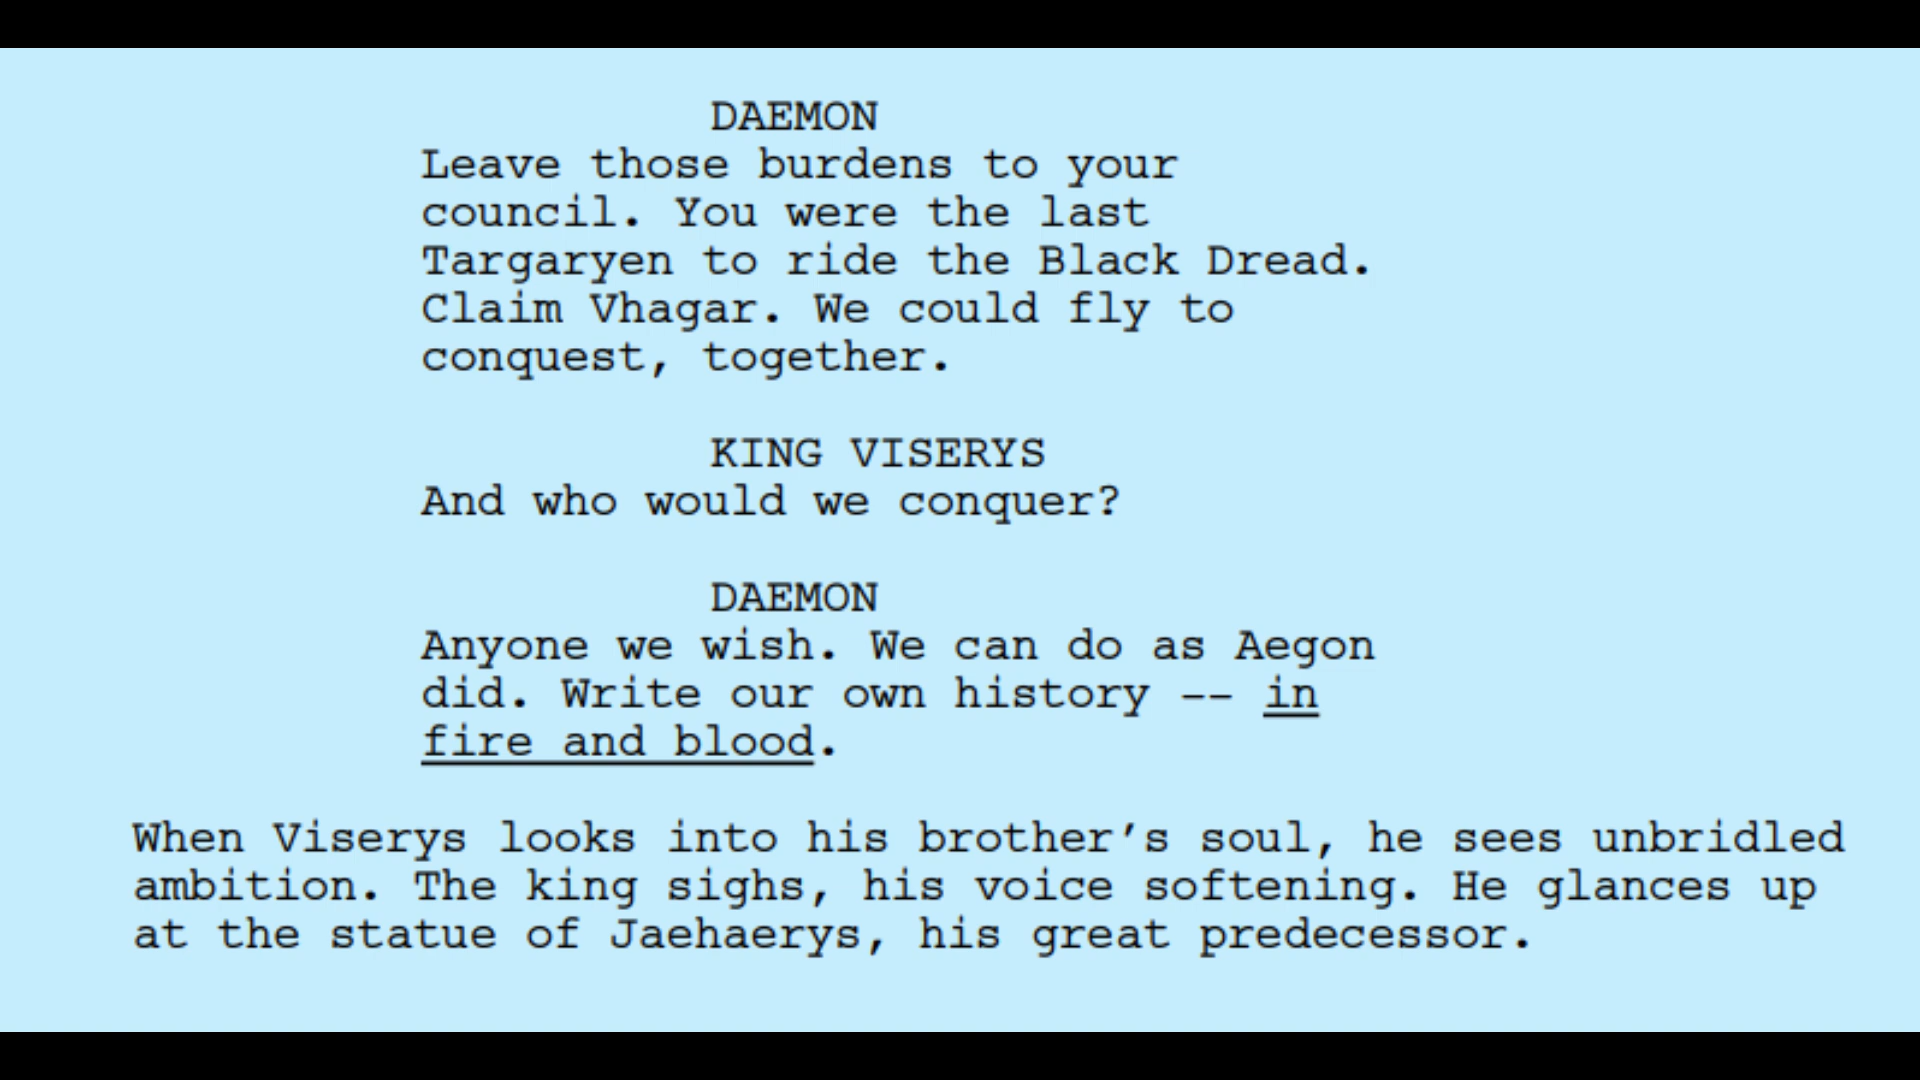 DAEMON
Leave those burdens to your
council. You were the last
Targaryen to ride the Black Dread.
Claim Vhagar. We could fly to
conquest, together.
KING VISERYS
And who would we conquer?
DAEMON
Anyone we wish. We can do as Aegon
did. Write our own history -- in
fire and blood.
When Viserys looks into his brother’s soul, he sees unbridled
ambition. The king sighs, his voice softening. He glances up
at the statue of Jaehaerys, his great predecessor.